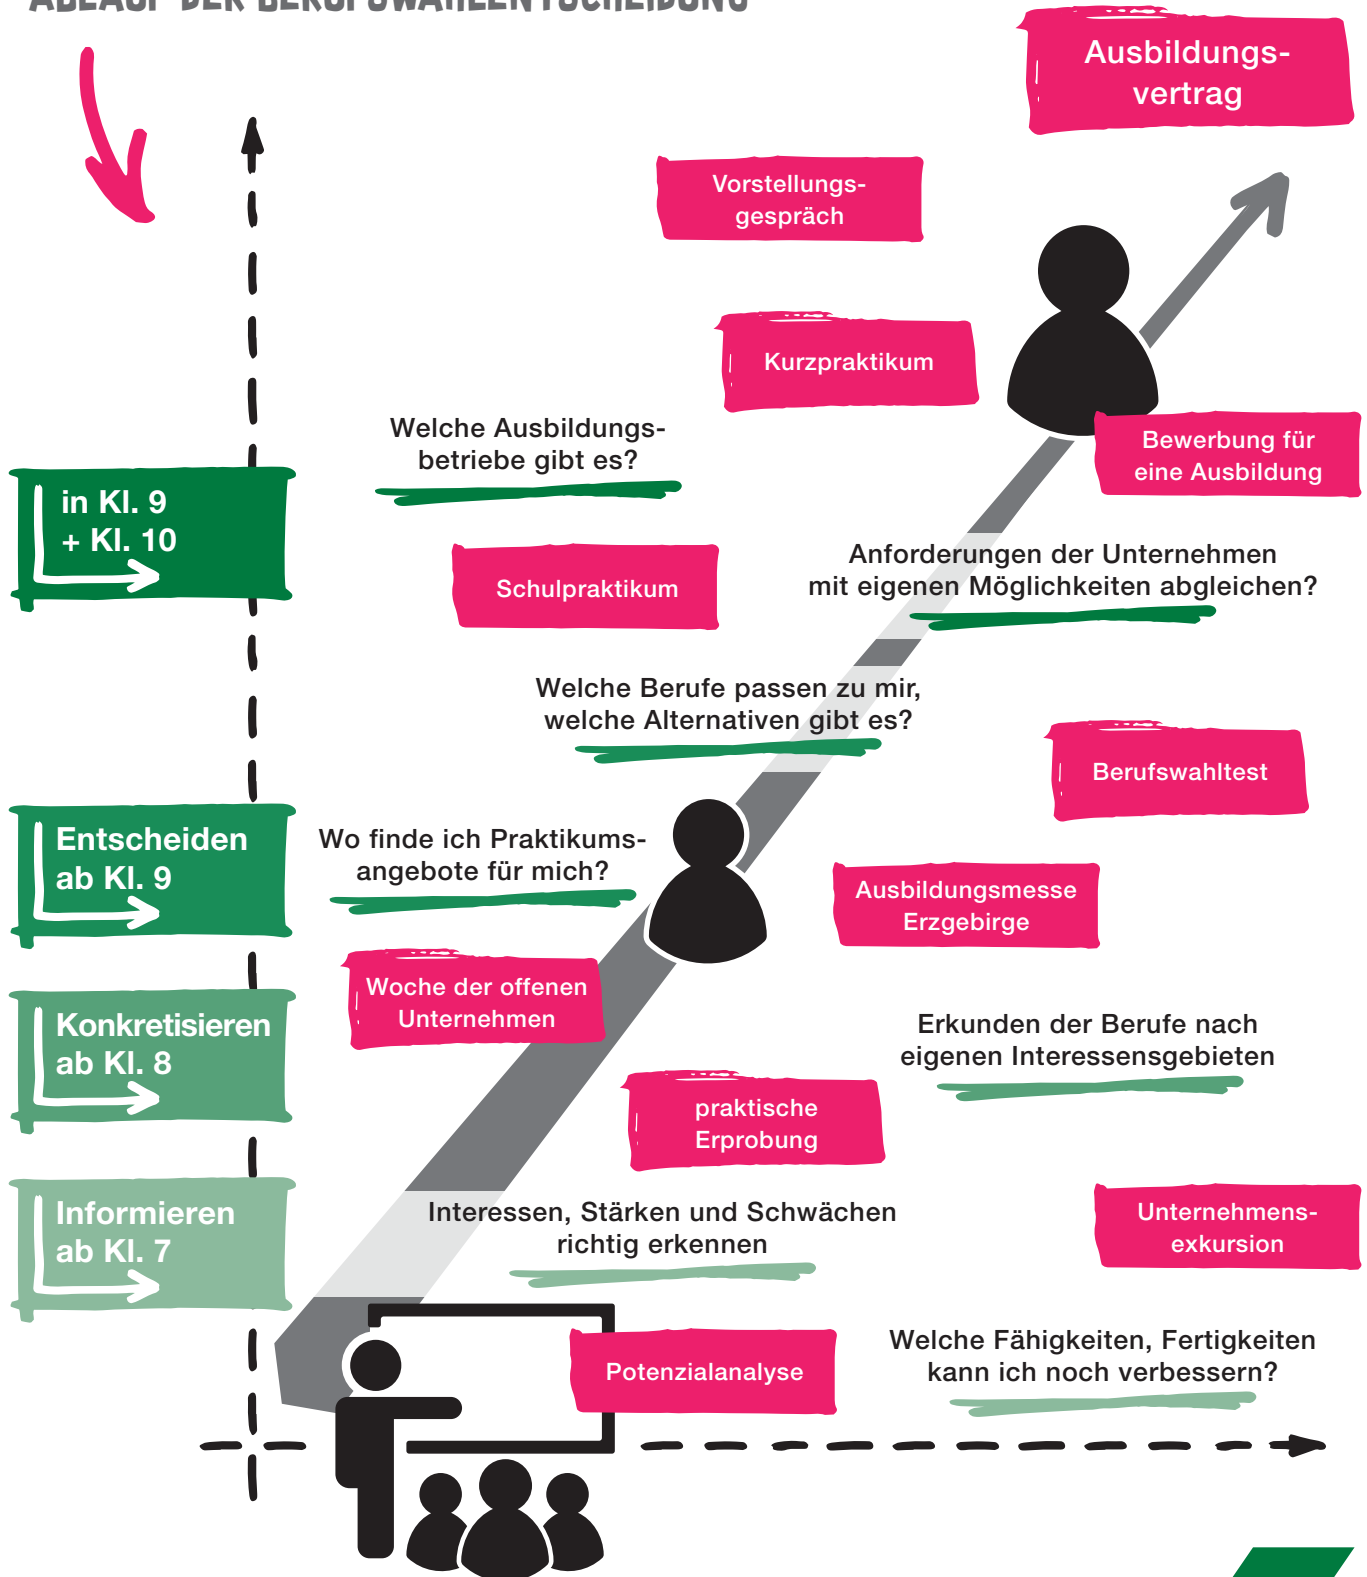 ABLAUF DER BERUFSWAHLENTSCHEIDUNG
Ausbildungs-
vertrag
Vorstellungs-
gespräch
Kurzpraktikum
Welche Ausbildungs-
betriebe gibt es?
Bewerbung für
eine Ausbildung
in Kl. 9
+ Kl. 10
Schulpraktikum
Anforderungen der Unternehmen
mit eigenen Möglichkeiten abgleichen?
Welche Berufe passen zu mir,
welche Alternativen gibt es?
Berufswahltest
Entscheiden
ab Kl. 9
Wo finde ich Praktikums-
angebote für mich?
Ausbildungsmesse
Erzgebirge
Woche der offenen
Unternehmen
Konkretisieren
ab Kl. 8
Erkunden der Berufe nach
eigenen Interessensgebieten
praktische
Erprobung
Informieren
ab Kl. 7
Interessen, Stärken und Schwächen
richtig erkennen
Unternehmens-
exkursion
Potenzialanalyse
Welche Fähigkeiten, Fertigkeiten
kann ich noch verbessern?